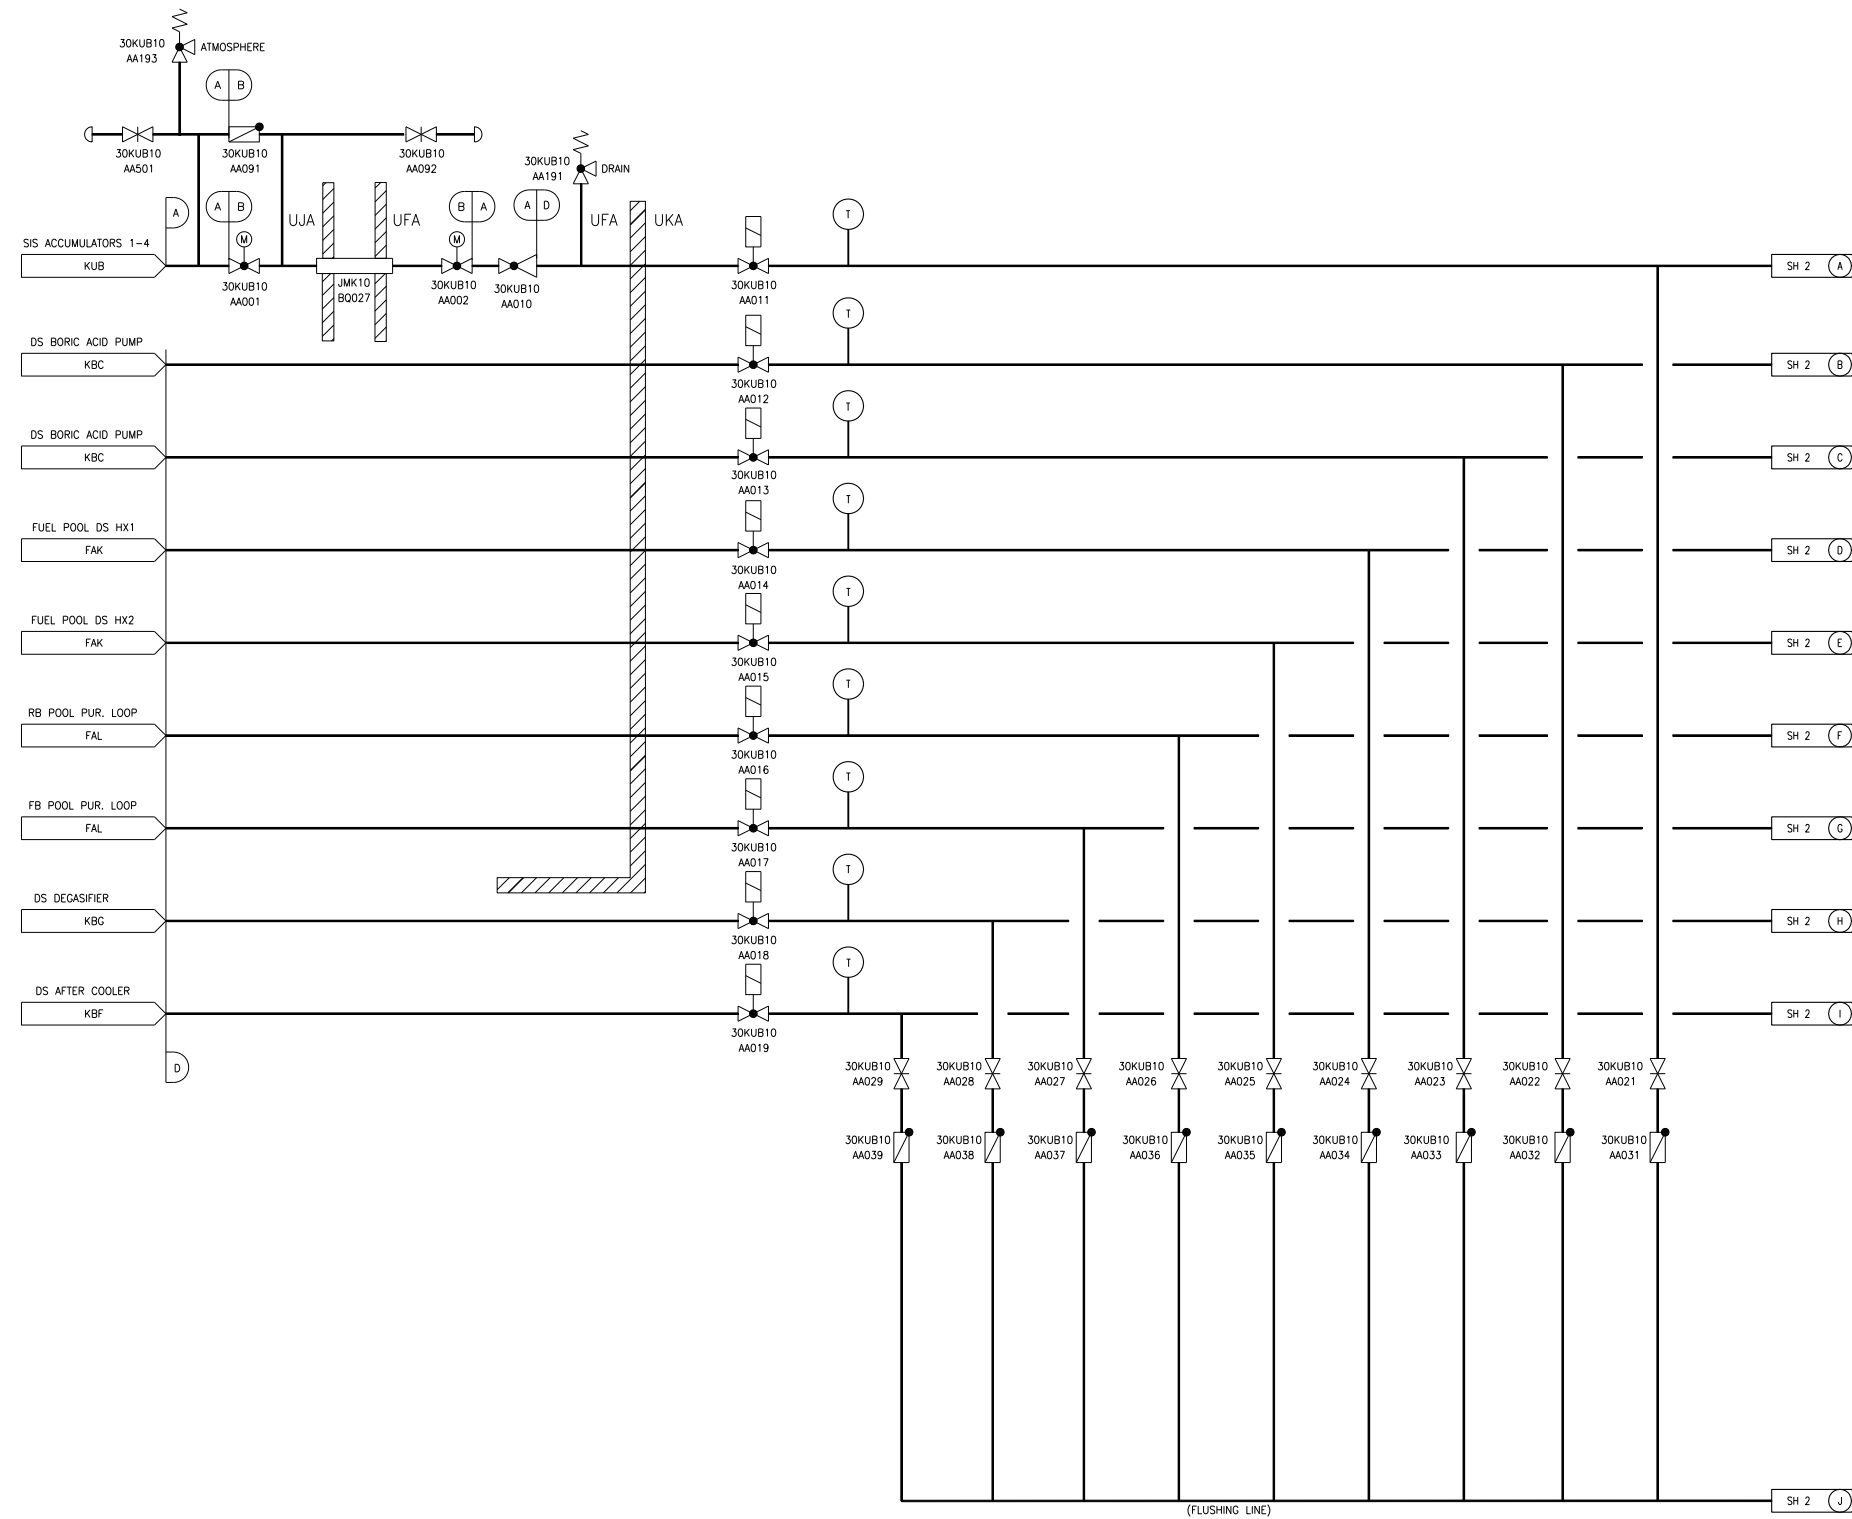 30KUB10
AA193
ATMOSPHERE
A B
30KUB10
AA501
30KUB10
AA091
30KUB10
AA092
30KUB10
AA191
DRAIN
A
A B
M
UJA
UFA
B A
M
A D
UFA
UKA
T
SIS ACCUMULATORS 1-4
KUB
30KUB10
AA001
JMK10
BQ027
30KUB10
AA002
30KUB10
AA010
30KUB10
AA011
SH 2 A
T
DS BORIC ACID PUMP
KBC
30KUB10
AA012
SH 2 B
T
DS BORIC ACID PUMP
KBC
30KUB10
AA013
SH 2 C
T
FUEL POOL DS HX1
FAK
30KUB10
AA014
SH 2 D
T
FUEL POOL DS HX2
FAK
30KUB10
AA015
SH 2 E
T
RB POOL PUR. LOOP
FAL
30KUB10
AA016
SH 2 F
T
FB POOL PUR. LOOP
FAL
30KUB10
AA017
SH 2 G
T
DS DEGASIFIER
KBG
30KUB10
AA018
SH 2 H
T
DS AFTER COOLER
KBF
30KUB10
AA019
SH 2 I
D
30KUB10
AA029
30KUB10
AA028
30KUB10
AA027
30KUB10
AA026
30KUB10
AA025
30KUB10
AA024
30KUB10
AA023
30KUB10
AA022
30KUB10
AA021
30KUB10
AA039
30KUB10
AA038
30KUB10
AA037
30KUB10
AA036
30KUB10
AA035
30KUB10
AA034
30KUB10
AA033
30KUB10
AA032
30KUB10
AA031
(FLUSHING LINE)
SH 2 J